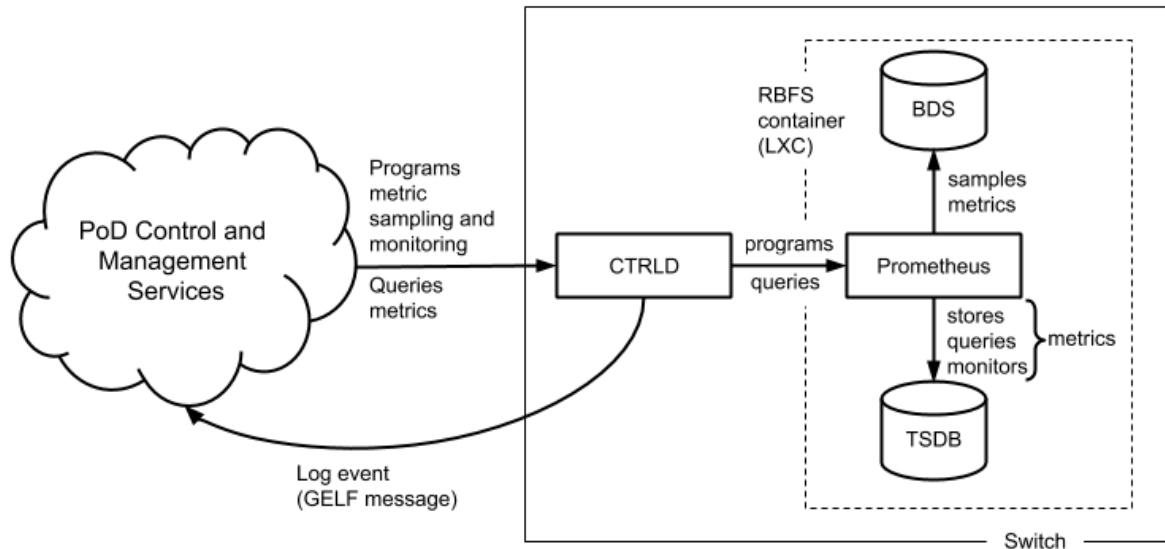 PoD Control and
Management
Services
Programs
metric
sampling and
monitoring
Queries
metrics
Log event
(GELF message)
CTRLD
programs
queries
RBFS
container
(LXC)
BDS
samples
metrics
Prometheus
stores
queries
monitors
metrics
TSDB
Switch